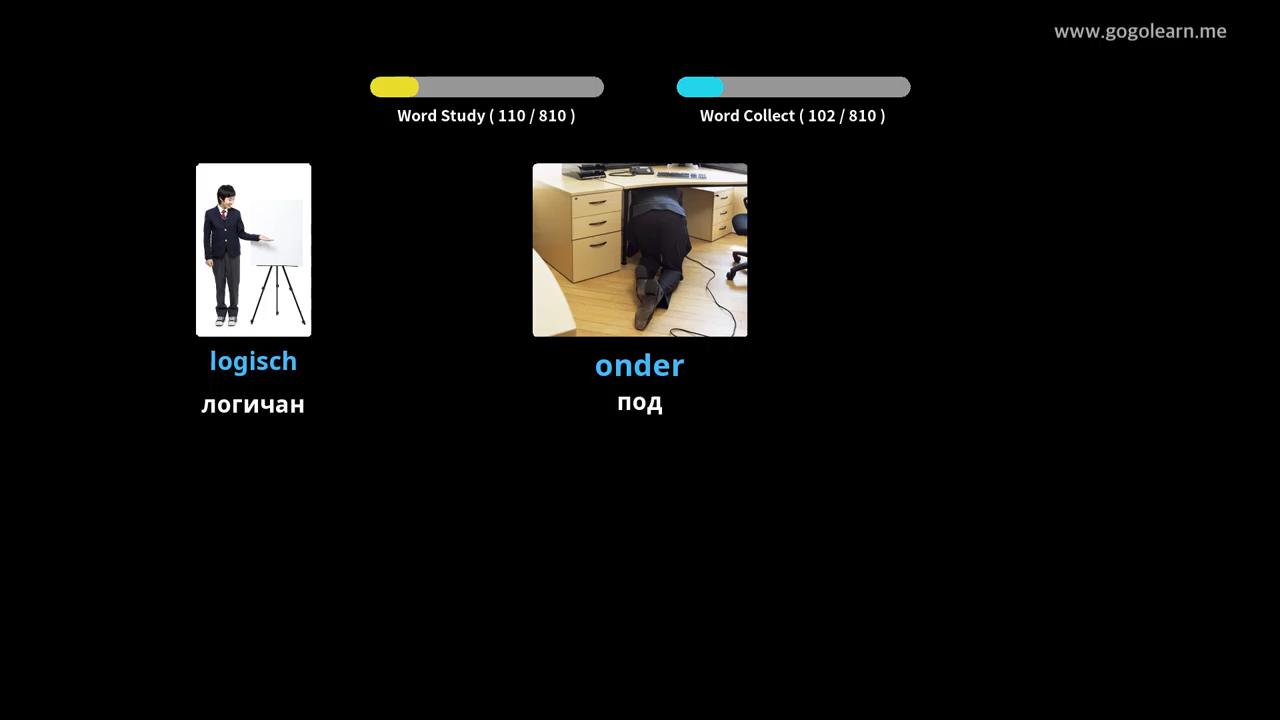 www.gogolearn.me
Word Study ( 110 / 810 )
Word Collect ( 102 / 810 )
logisch
логичан
onder
под